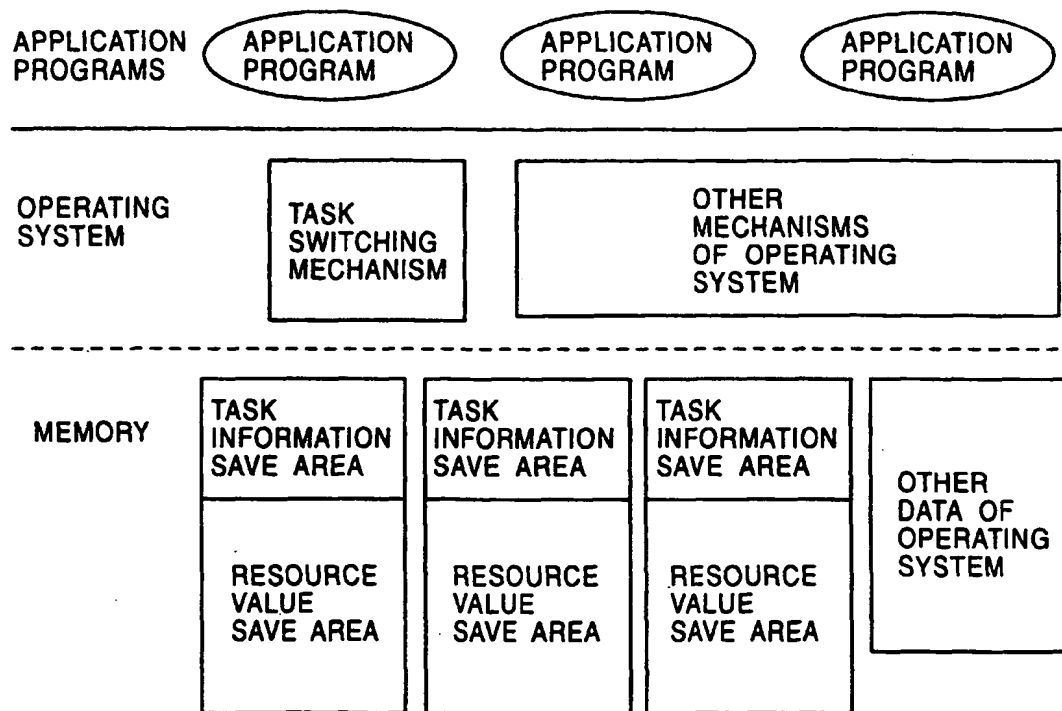 APPLICATION
PROGRAMS
APPLICATION
PROGRAM
APPLICATION
PROGRAM
APPLICATION
PROGRAM
OPERATING
SYSTEM
TASK
SWITCHING
MECHANISM
OTHER
MECHANISMS
OF OPERATING
SYSTEM
MEMORY
TASK
INFORMATION
SAVE AREA
RESOURCE
VALUE
SAVE AREA
TASK
INFORMATION
SAVE AREA
RESOURCE
VALUE
SAVE AREA
TASK
INFORMATION
SAVE AREA
RESOURCE
VALUE
SAVE AREA
OTHER
DATA OF
OPERATING
SYSTEM